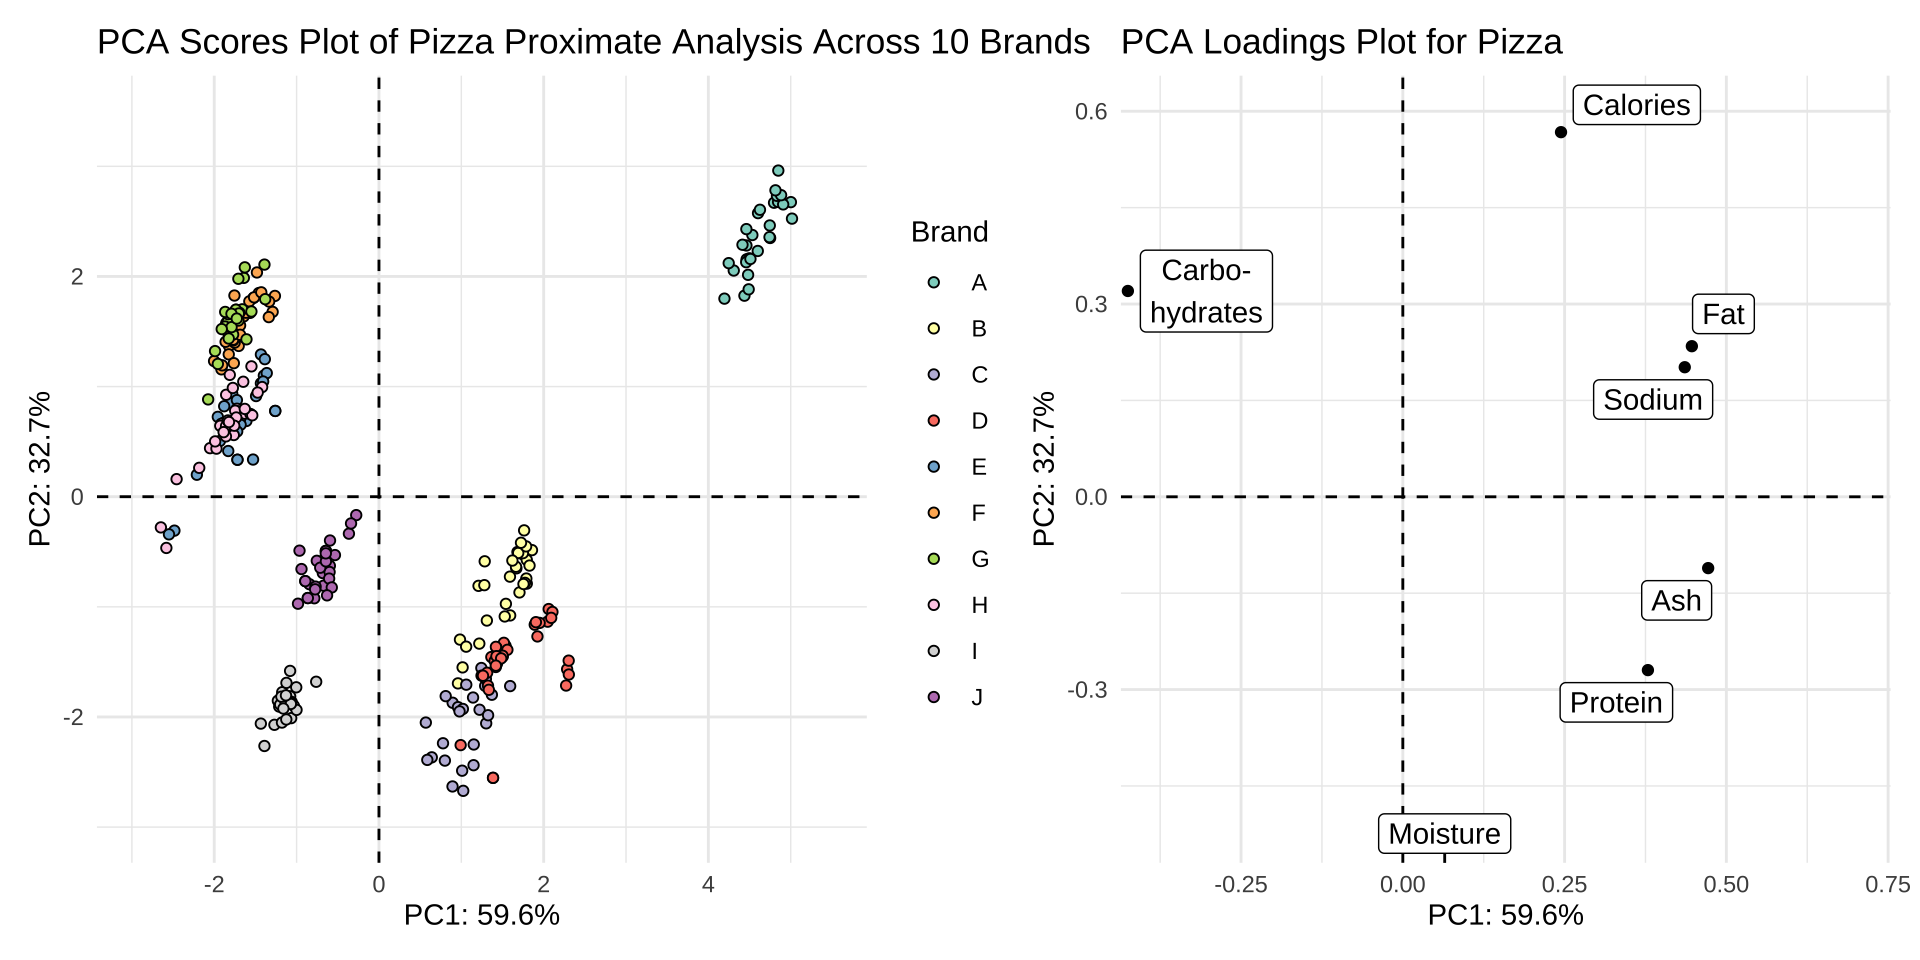 PCA Scores Plot of Pizza Proximate Analysis Across 10 Brands
PC2: 32.7%
2
0
-2
-2
0
2
4
PC1: 59.6%
Brand
A
B
C
D
E
F
G
H
I
J
PCA Loadings Plot for Pizza
PC2: 32.7%
0.6
0.3
0.0
-0.3
Calories
Carbo-
hydrates
Fat
Sodium
Ash
Protein
Moisture
-0.25
0.00
0.25
0.50
0.75
PC1: 59.6%